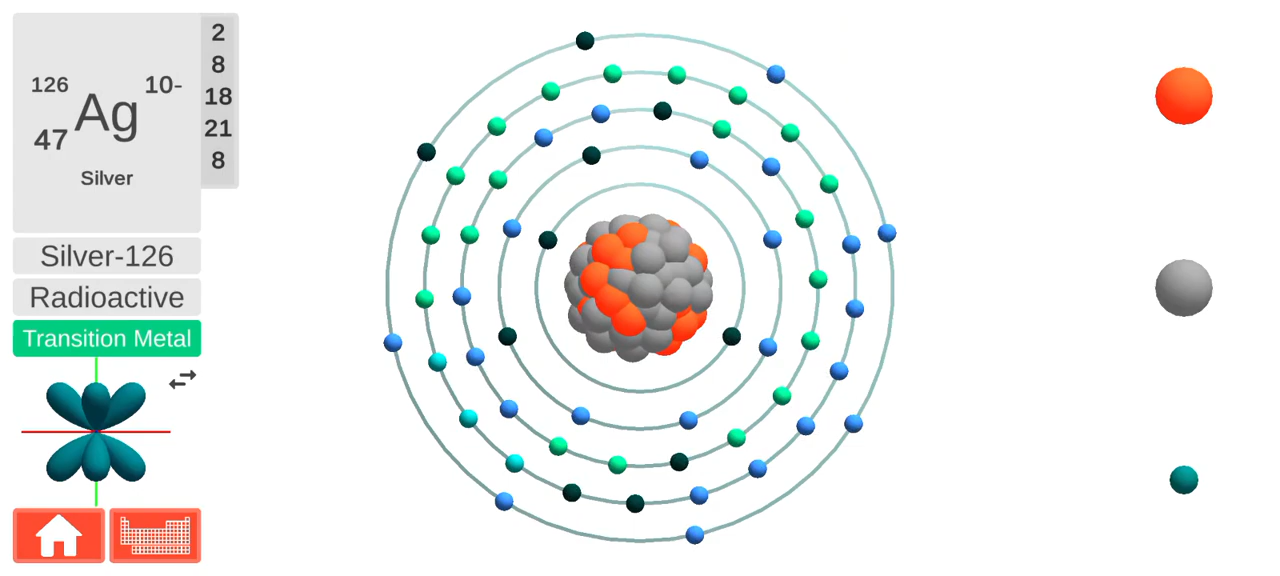 126
Ag
10-
47
Silver
2
8
18
21
8
Silver-126
Radioactive
Transition Metal